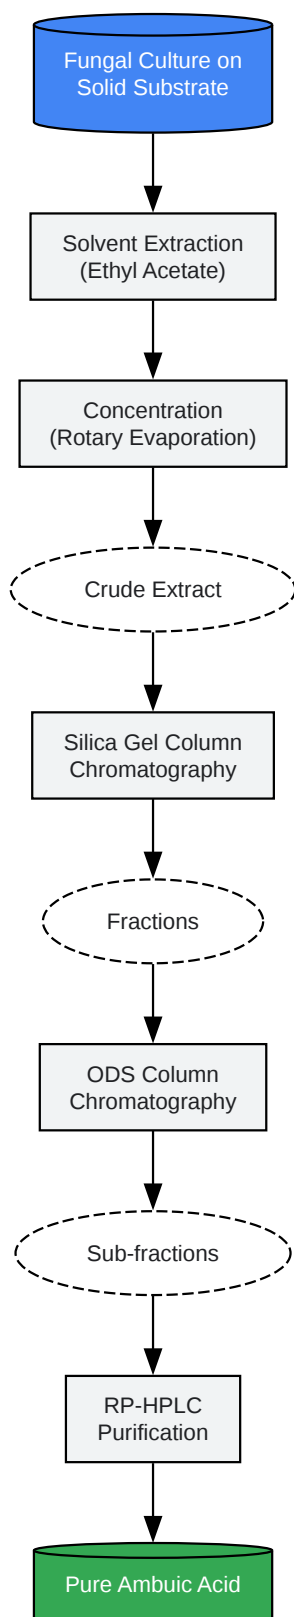 Fungal Culture on
Solid Substrate
Solvent Extraction
(Ethyl Acetate)
Concentration
(Rotary Evaporation)
Crude Extract
Silica Gel Column
Chromatography
Fractions
ODS Column
Chromatography
Sub-fractions
RP-HPLC
Purification
Pure Ambuic Acid